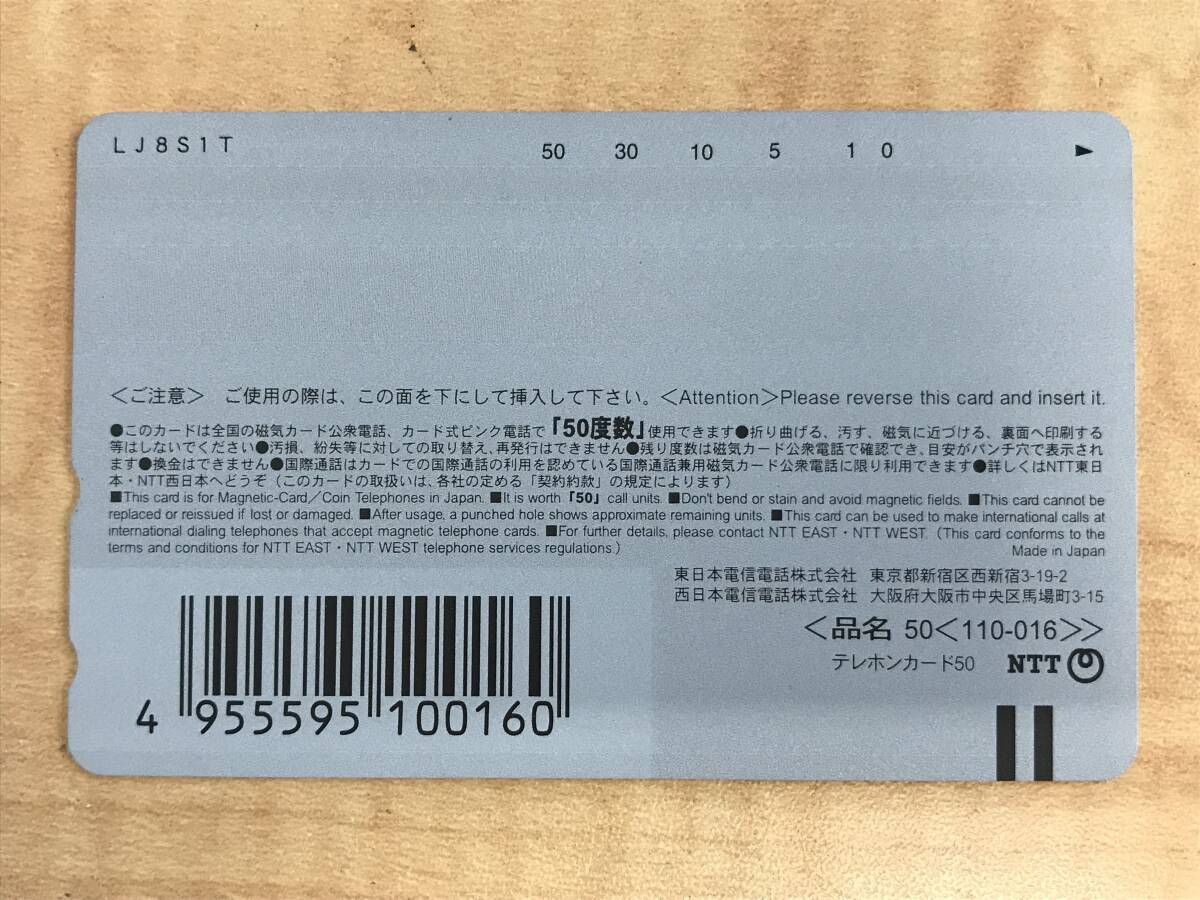 LJ8S1T
50 30 10 5 1 0 ►
＜ご注意＞ ご使用の際は、この面を下にして挿入して下さい。＜Attention＞Please reverse this card and insert it.
●このカードは全国の磁気カード公衆電話、カード式ピンク電話で「50度数」使用できます●折り曲げる、汚す、磁気に近づける、裏面へ印刷する
等はしないでください●汚損、紛失等に対しての取り替え、再発行はできません●残り度数は磁気カード公衆電話で確認でき、目安がパンチ穴で表示され
ます●換金はできません●国際通話はカードでの国際通話の利用を認めている国際通話兼用磁気カード公衆電話に限り利用できます●詳しくはNTT東日
本・NTT西日本へどうぞ（このカードの取扱いは、各社の定める「契約約款」の規定によります）
■This card is for Magnetic-Card／Coin Telephones in Japan. ■It is worth「50」call units. ■Don't bend or stain and avoid magnetic fields. ■This card cannot be
replaced or reissued if lost or damaged. ■After usage, a punched hole shows approximate remaining units. ■This card can be used to make international calls at
international dialing telephones that accept magnetic telephone cards. ■For further details, please contact NTT EAST・NTT WEST.（This card conforms to the
terms and conditions for NTT EAST・NTT WEST telephone services regulations.）
Made in Japan
東日本電信電話株式会社 東京都新宿区西新宿3-19-2
西日本電信電話株式会社 大阪府大阪市中央区馬場町3-15
＜品名 50＜110-016＞＞
テレホンカード50 NTT
4 955595 100160